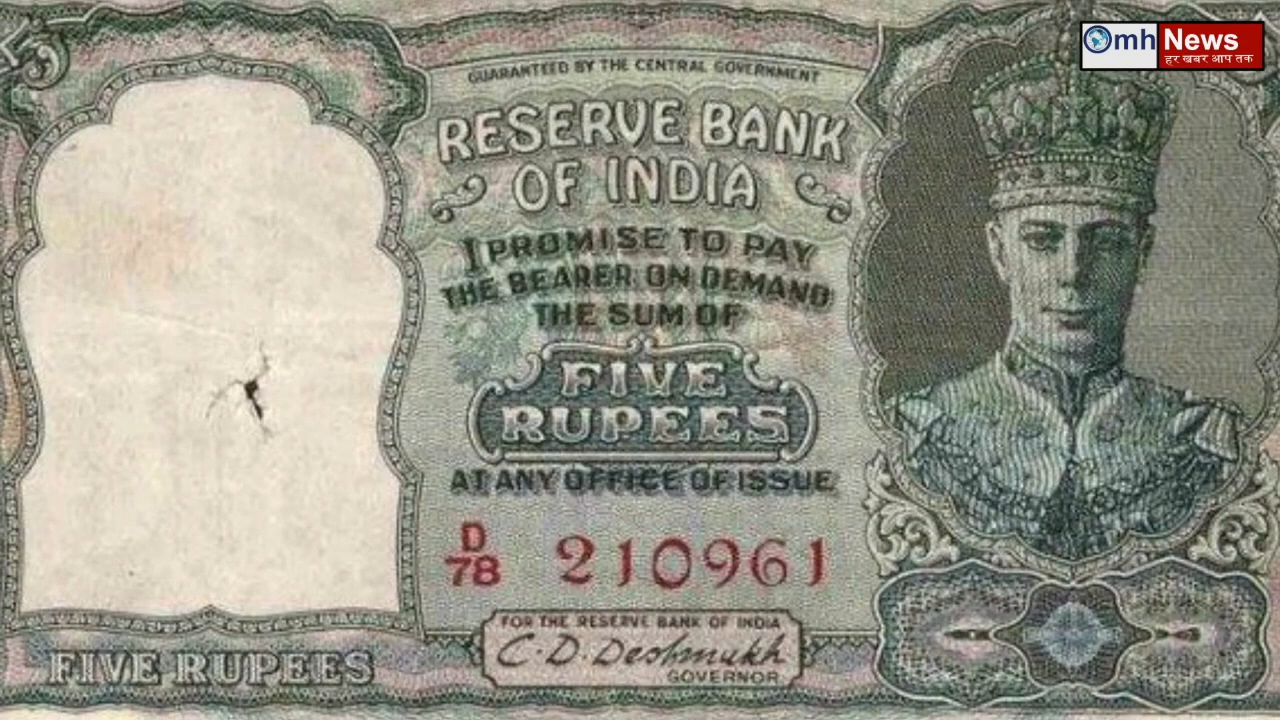 Omh News
हर खबर आप तक
5
GUARANTEED BY THE CENTRAL GOVERNMENT
RESERVE BANK
OF INDIA
I PROMISE TO PAY
THE BEARER ON DEMAND
THE SUM OF
FIVE
RUPEES
AT ANY OFFICE OF ISSUE
D
78
210961
FOR THE RESERVE BANK OF INDIA
C.D. Deshmukh
GOVERNOR
FIVE RUPEES